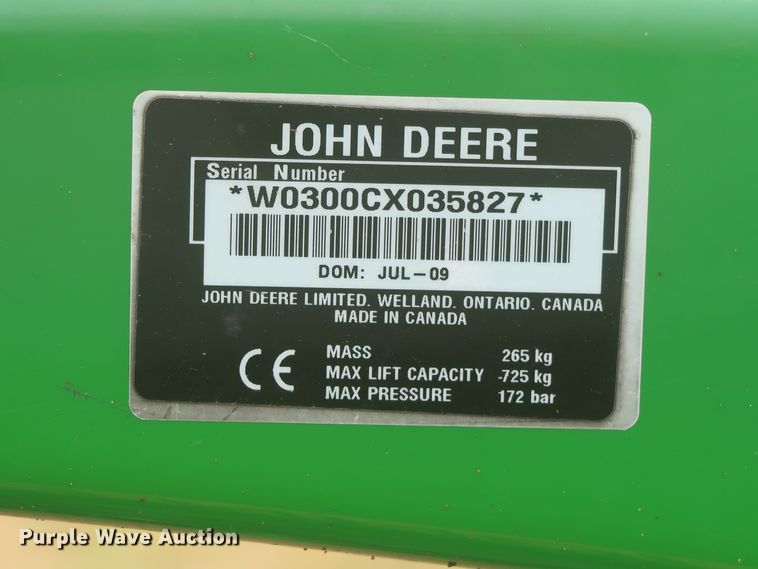 JOHN DEERE
Serial Number
*W0300CX035827*
DOM: JUL-09
JOHN DEERE LIMITED. WELLAND. ONTARIO. CANADA
MADE IN CANADA
CE
MASS 265 kg
MAX LIFT CAPACITY -725 kg
MAX PRESSURE 172 bar
Purple Wave Auction